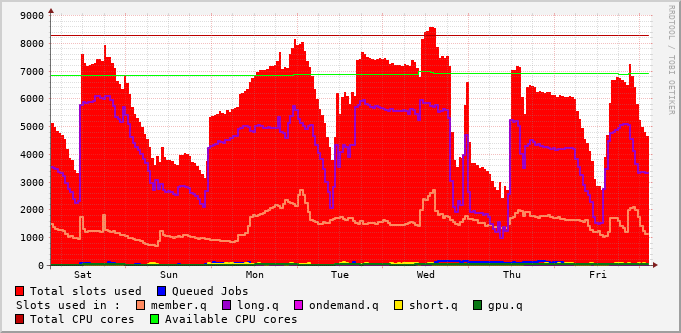 9000
8000
7000
6000
5000
4000
3000
2000
1000
0
Sat Sun Mon Tue Wed Thu Fri
RRDTOOL / TOBI OETIKER
Total slots used Queued Jobs
Slots used in : member.q long.q ondemand.q short.q gpu.q
Total CPU cores Available CPU cores